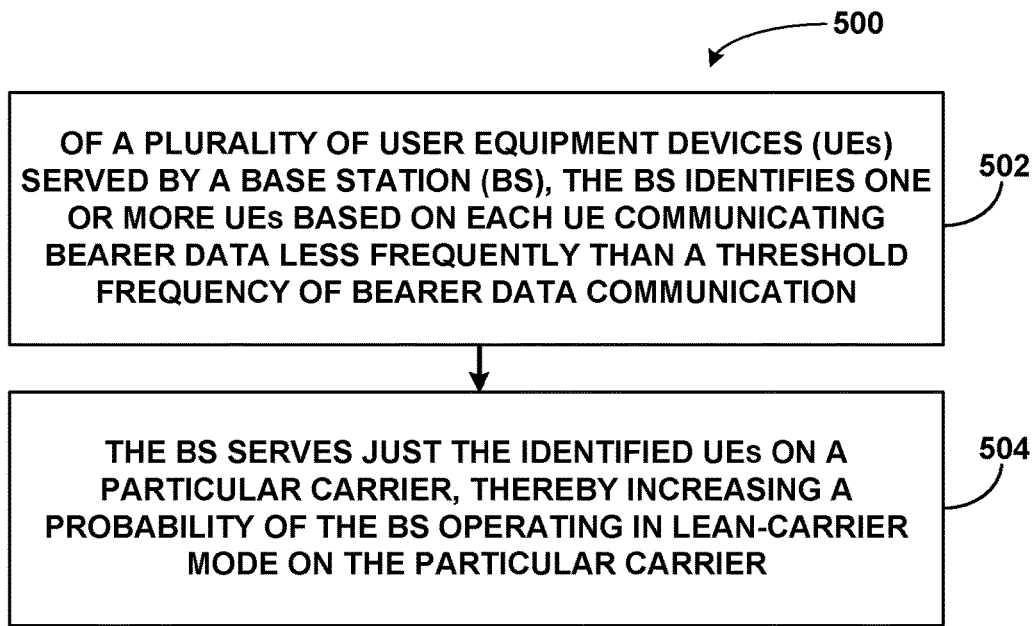 500
OF A PLURALITY OF USER EQUIPMENT DEVICES (UEs)
SERVED BY A BASE STATION (BS), THE BS IDENTIFIES ONE
OR MORE UEs BASED ON EACH UE COMMUNICATING
BEARER DATA LESS FREQUENTLY THAN A THRESHOLD
FREQUENCY OF BEARER DATA COMMUNICATION
502
THE BS SERVES JUST THE IDENTIFIED UEs ON A
PARTICULAR CARRIER, THEREBY INCREASING A
PROBABILITY OF THE BS OPERATING IN LEAN-CARRIER
MODE ON THE PARTICULAR CARRIER
504